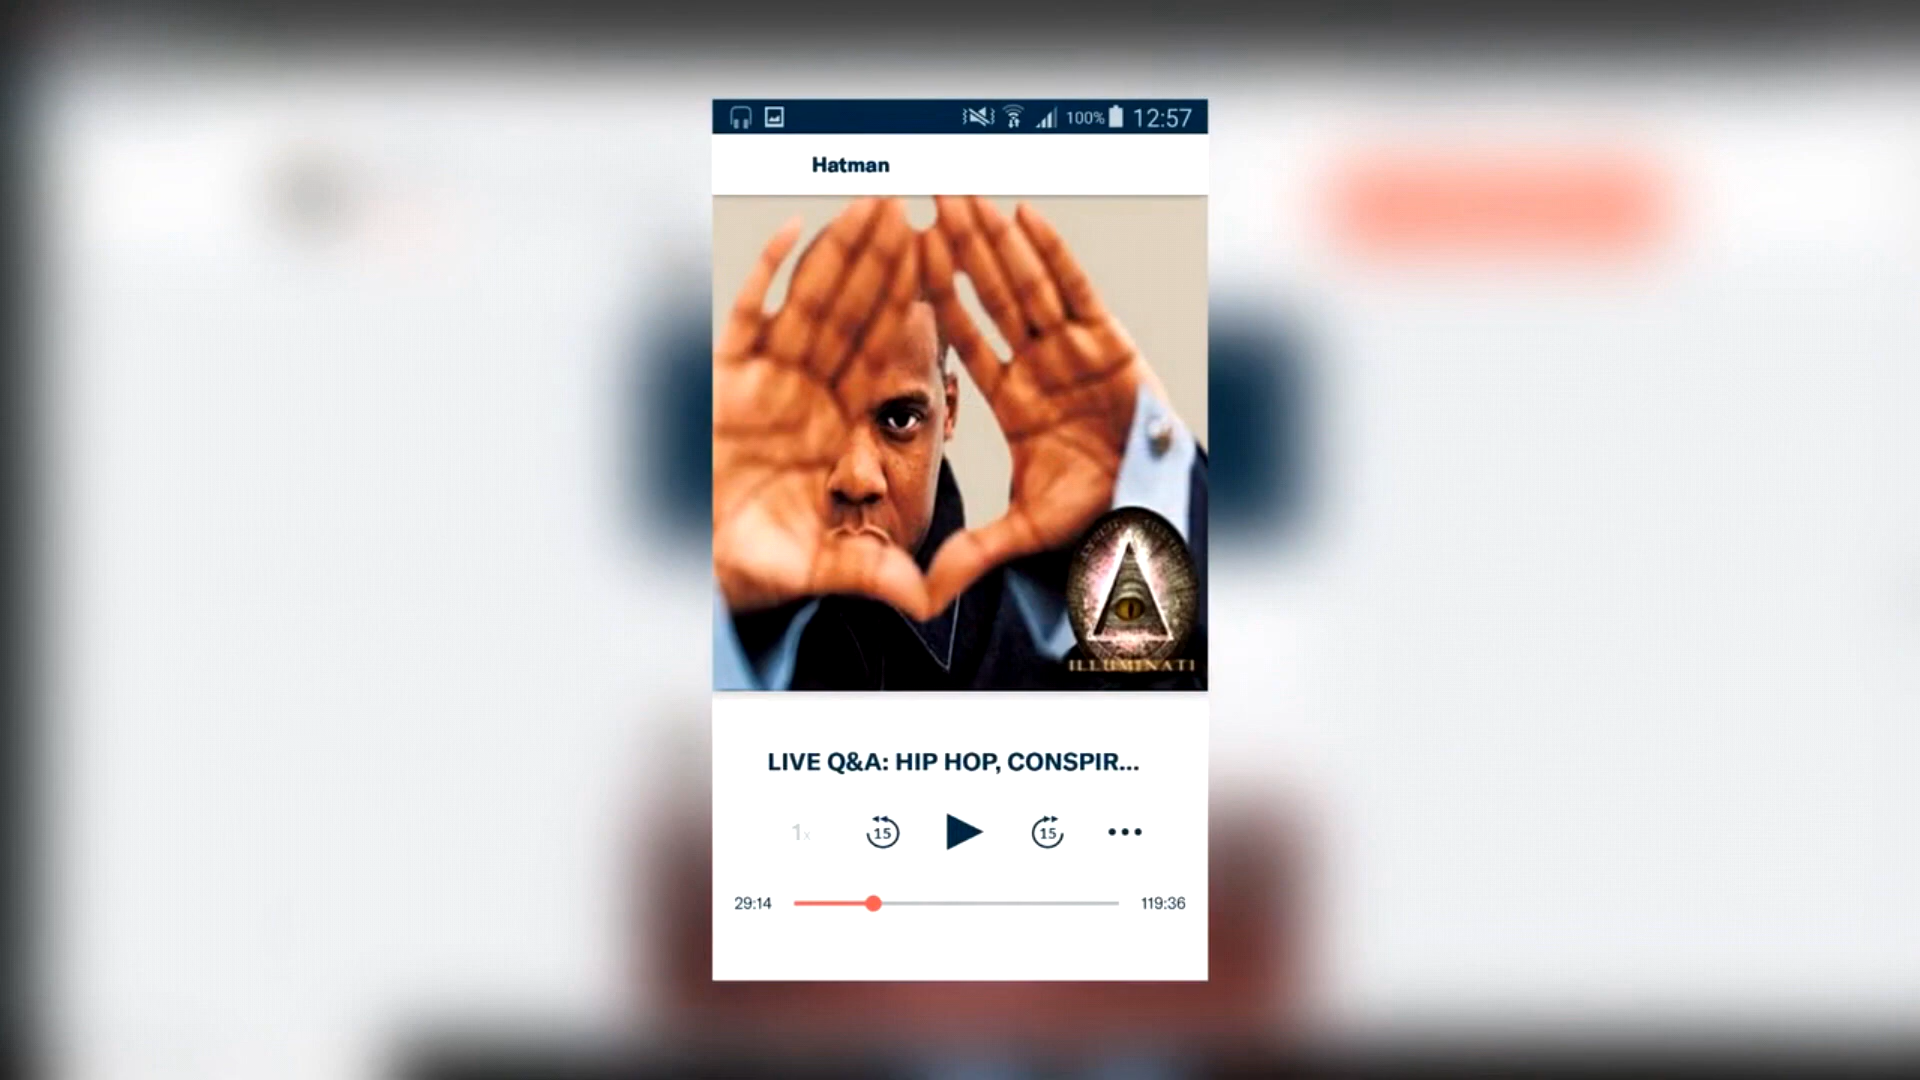 100% 12:57
Hatman
ILLUMINATI
LIVE Q&A: HIP HOP, CONSPIR...
1x 15 15
29:14 119:36